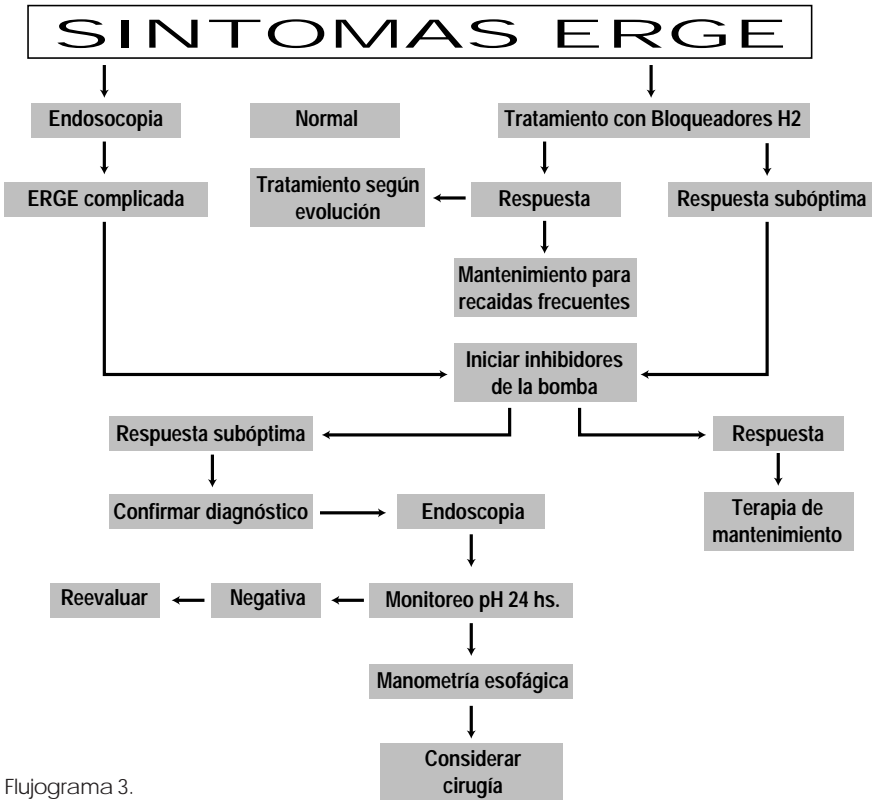 SINTOMAS ERGE
Endosocopia
Normal
Tratamiento con Bloqueadores H2
ERGE complicada
Tratamiento según
evolución
Respuesta
Respuesta subóptima
Mantenimiento para
recaidas frecuentes
Iniciar inhibidores
de la bomba
Respuesta subóptima
Respuesta
Confirmar diagnóstico
Endoscopia
Terapia de
mantenimiento
Reevaluar
Negativa
Monitoreo pH 24 hs.
Manometría esofágica
Considerar
cirugía
Flujograma 3.